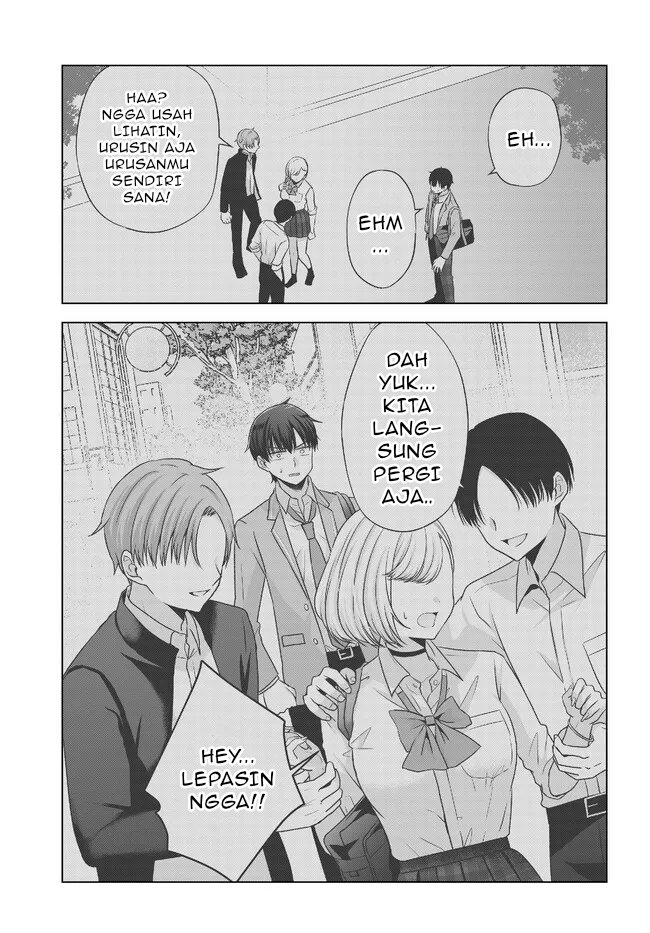 EH...
EHM
...
HAA?
NGGA USAH
LIHATIN,
URUSIN AJA
URUSANMU
SENDIRI
SANA!
DAH
YUK...
KITA
LANG-
SUNG
PERGI
AJA..
HEY...
LEPASIN
NGGA!!